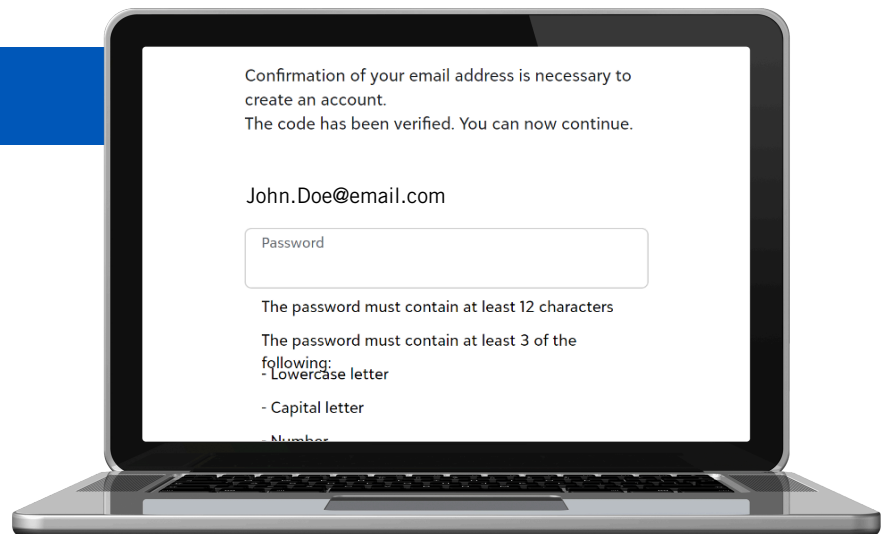 Confirmation of your email address is necessary to
create an account.
The code has been verified. You can now continue.
John.Doe@email.com
Password
The password must contain at least 12 characters
The password must contain at least 3 of the
following:
- Lowercase letter
- Capital letter
- Number